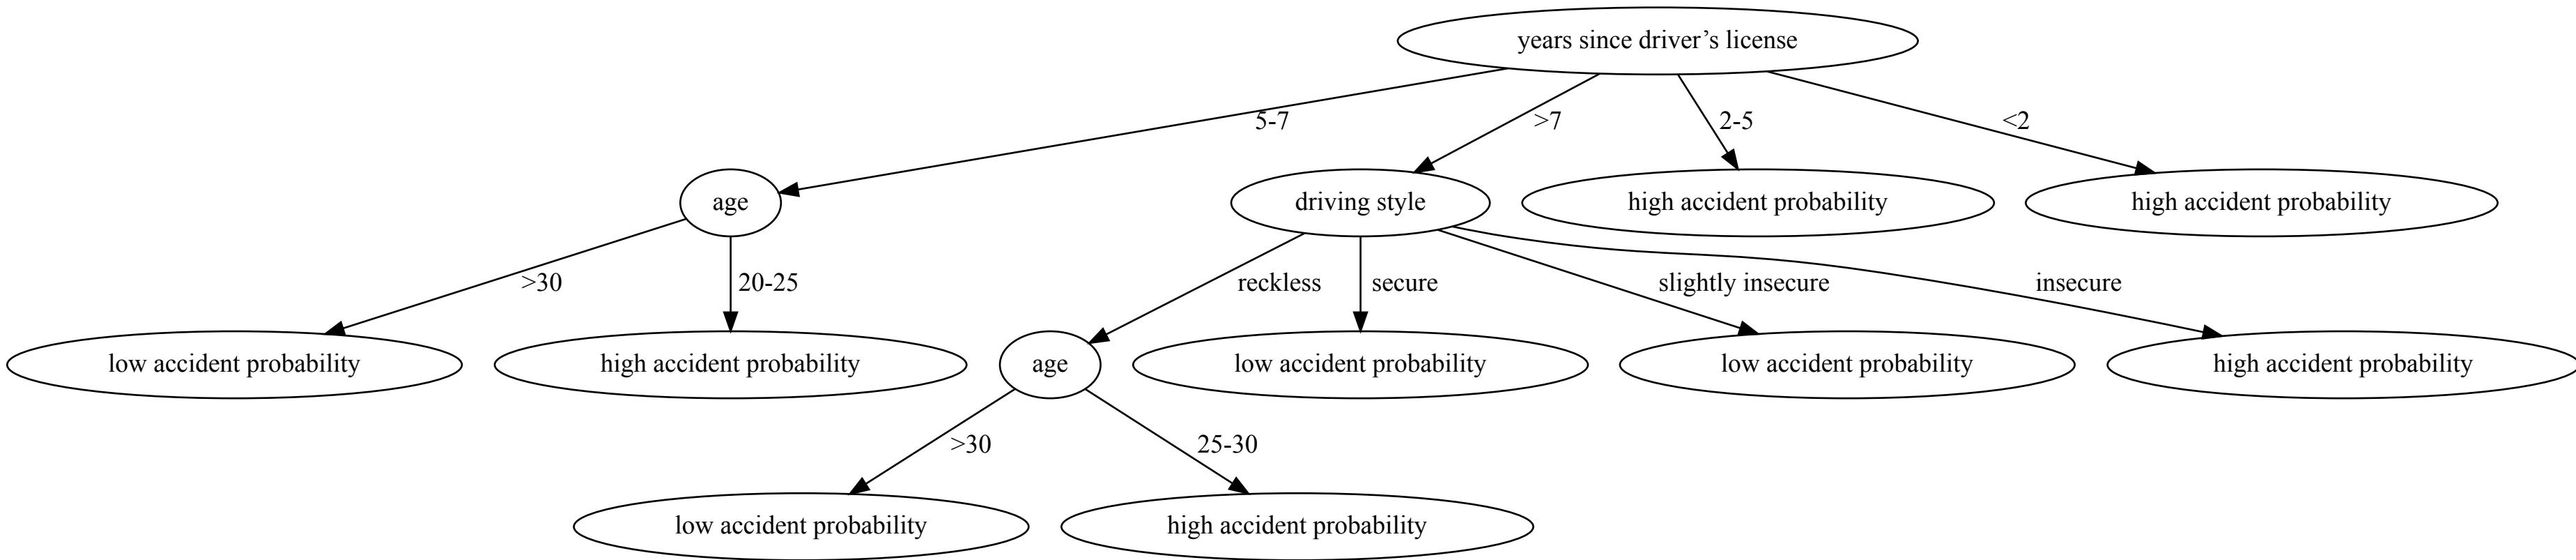 years since driver’s license
5-7
>7
2-5
<2
age
driving style
high accident probability
high accident probability
>30
20-25
reckless
secure
slightly insecure
insecure
low accident probability
high accident probability
age
low accident probability
low accident probability
high accident probability
>30
25-30
low accident probability
high accident probability